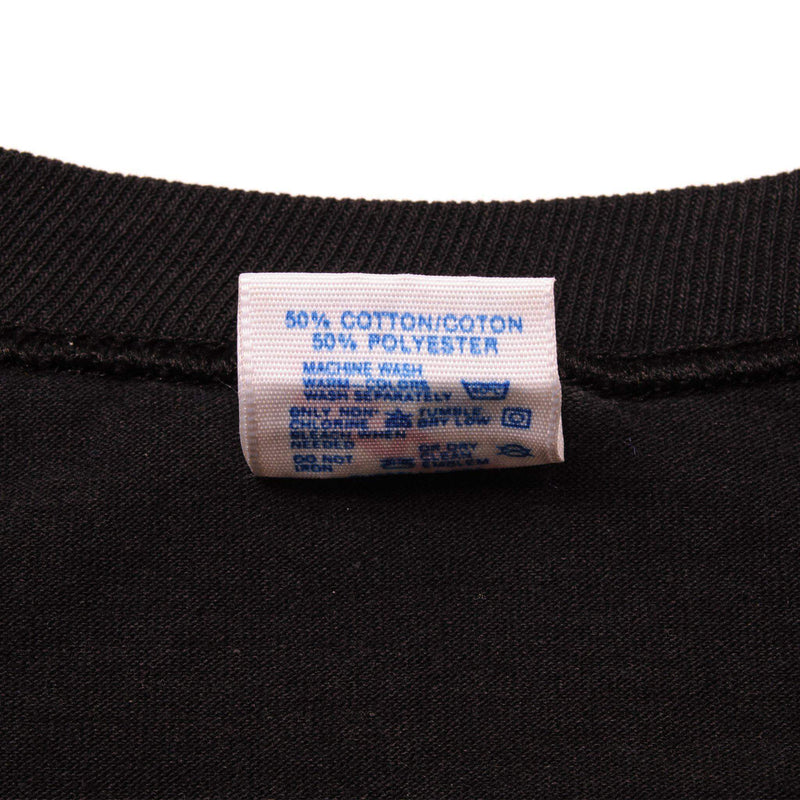 50% COTTON/COTON
50% POLYESTER
MACHINE WASH
WARM. COLORS
WASH SEPARATELY
ONLY NON'
CHLORINE
BLEACH WHEN
NEEDED
TUMBLE
DRY LOW
DO NOT
IRON
OR DRY
CLEAN
EMBLEM